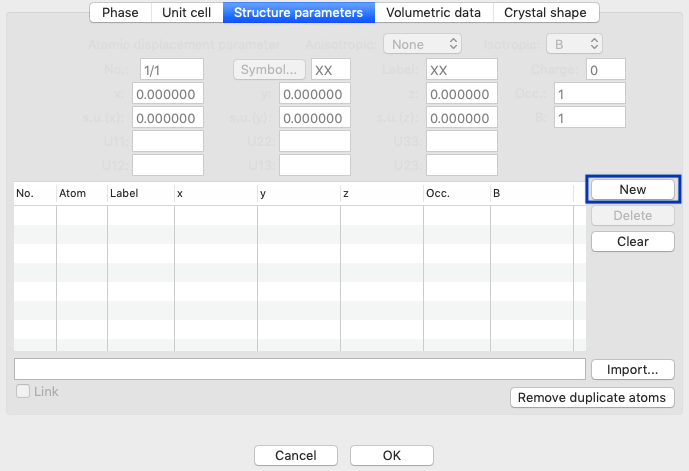 Phase Unit cell Structure parameters Volumetric data Crystal shape
Atomic displacement parameter Anisotropic: None Isotropic: B
No.: 1/1 Symbol... XX Label: XX Charge: 0
x: 0.000000 y: 0.000000 z: 0.000000 Occ.: 1
s.u.(x): 0.000000 s.u.(y): 0.000000 s.u.(z): 0.000000 B: 1
U11: U22: U33:
U12: U13: U23:
No. Atom Label x y z Occ. B
New
Delete
Clear
Import...
Link
Remove duplicate atoms
Cancel OK